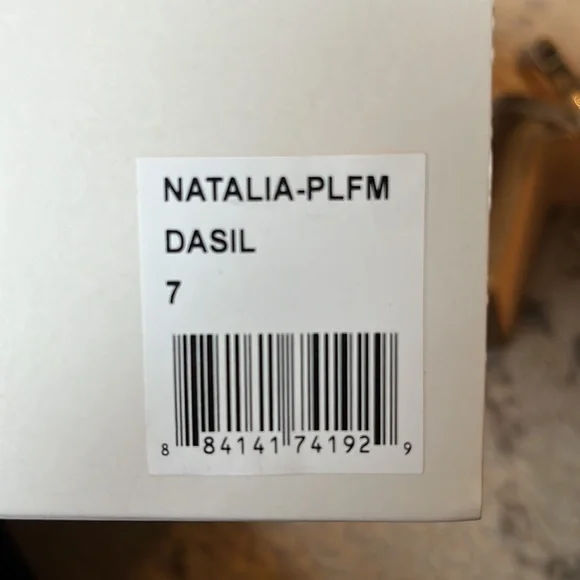 NATALIA-PLFM
DASIL
7
8 84141 74192 9